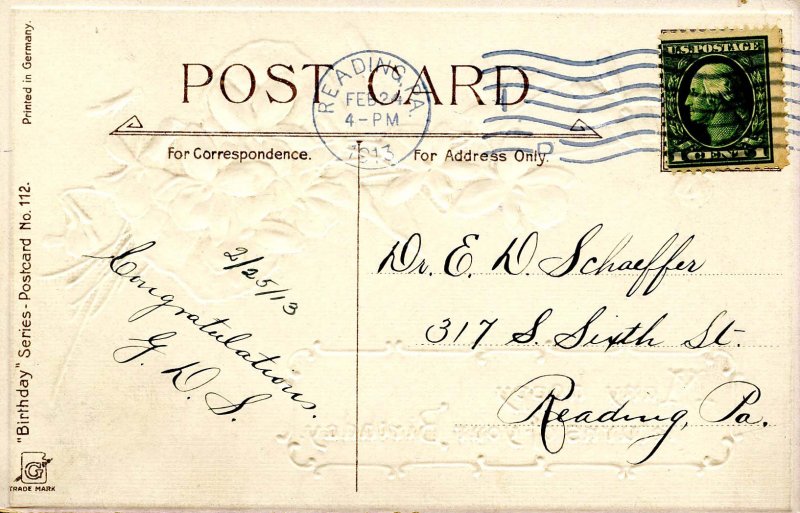 Printed in Germany.
"Birthday" Series - Postcard No. 112.
G
TRADE MARK
POST CARD
For Correspondence.
For Address Only.
READING, PA.
FEB 24
4-PM
1913
U.S. POSTAGE
1 CENT 1
2/25/13
Congratulations.
G. D. S.
Dr. E. D. Schaeffer
317 S. Sixth St.
Reading, Pa.